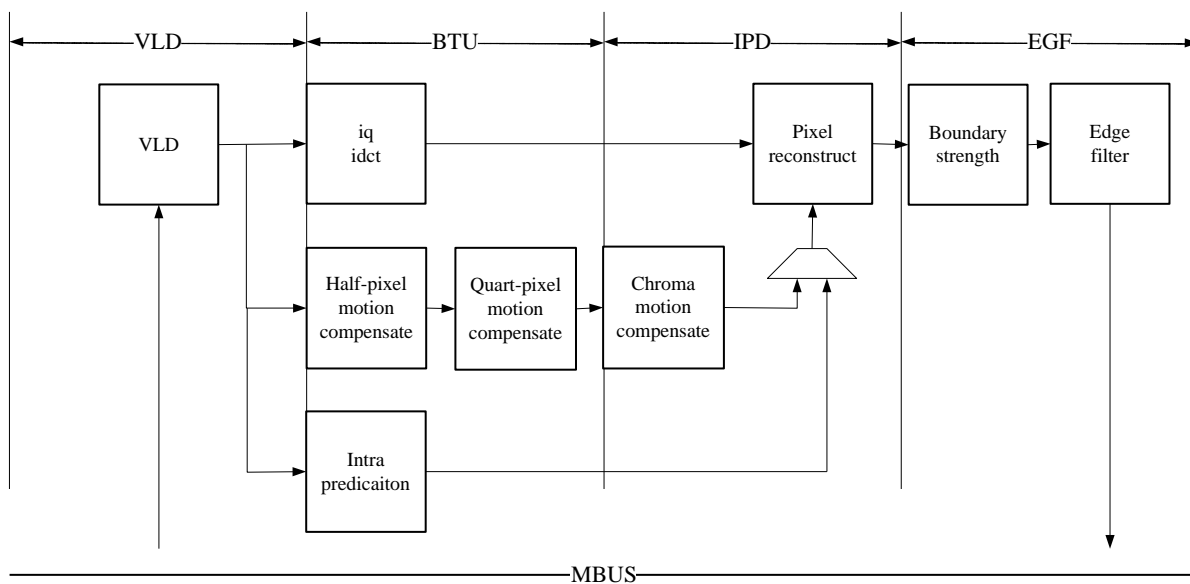 VLD
BTU
IPD
EGF
VLD
iq
idct
Pixel
reconstruct
Boundary
strength
Edge
filter
Half-pixel
motion
compensate
Quart-pixel
motion
compensate
Chroma
motion
compensate
Intra
predicaiton
MBUS